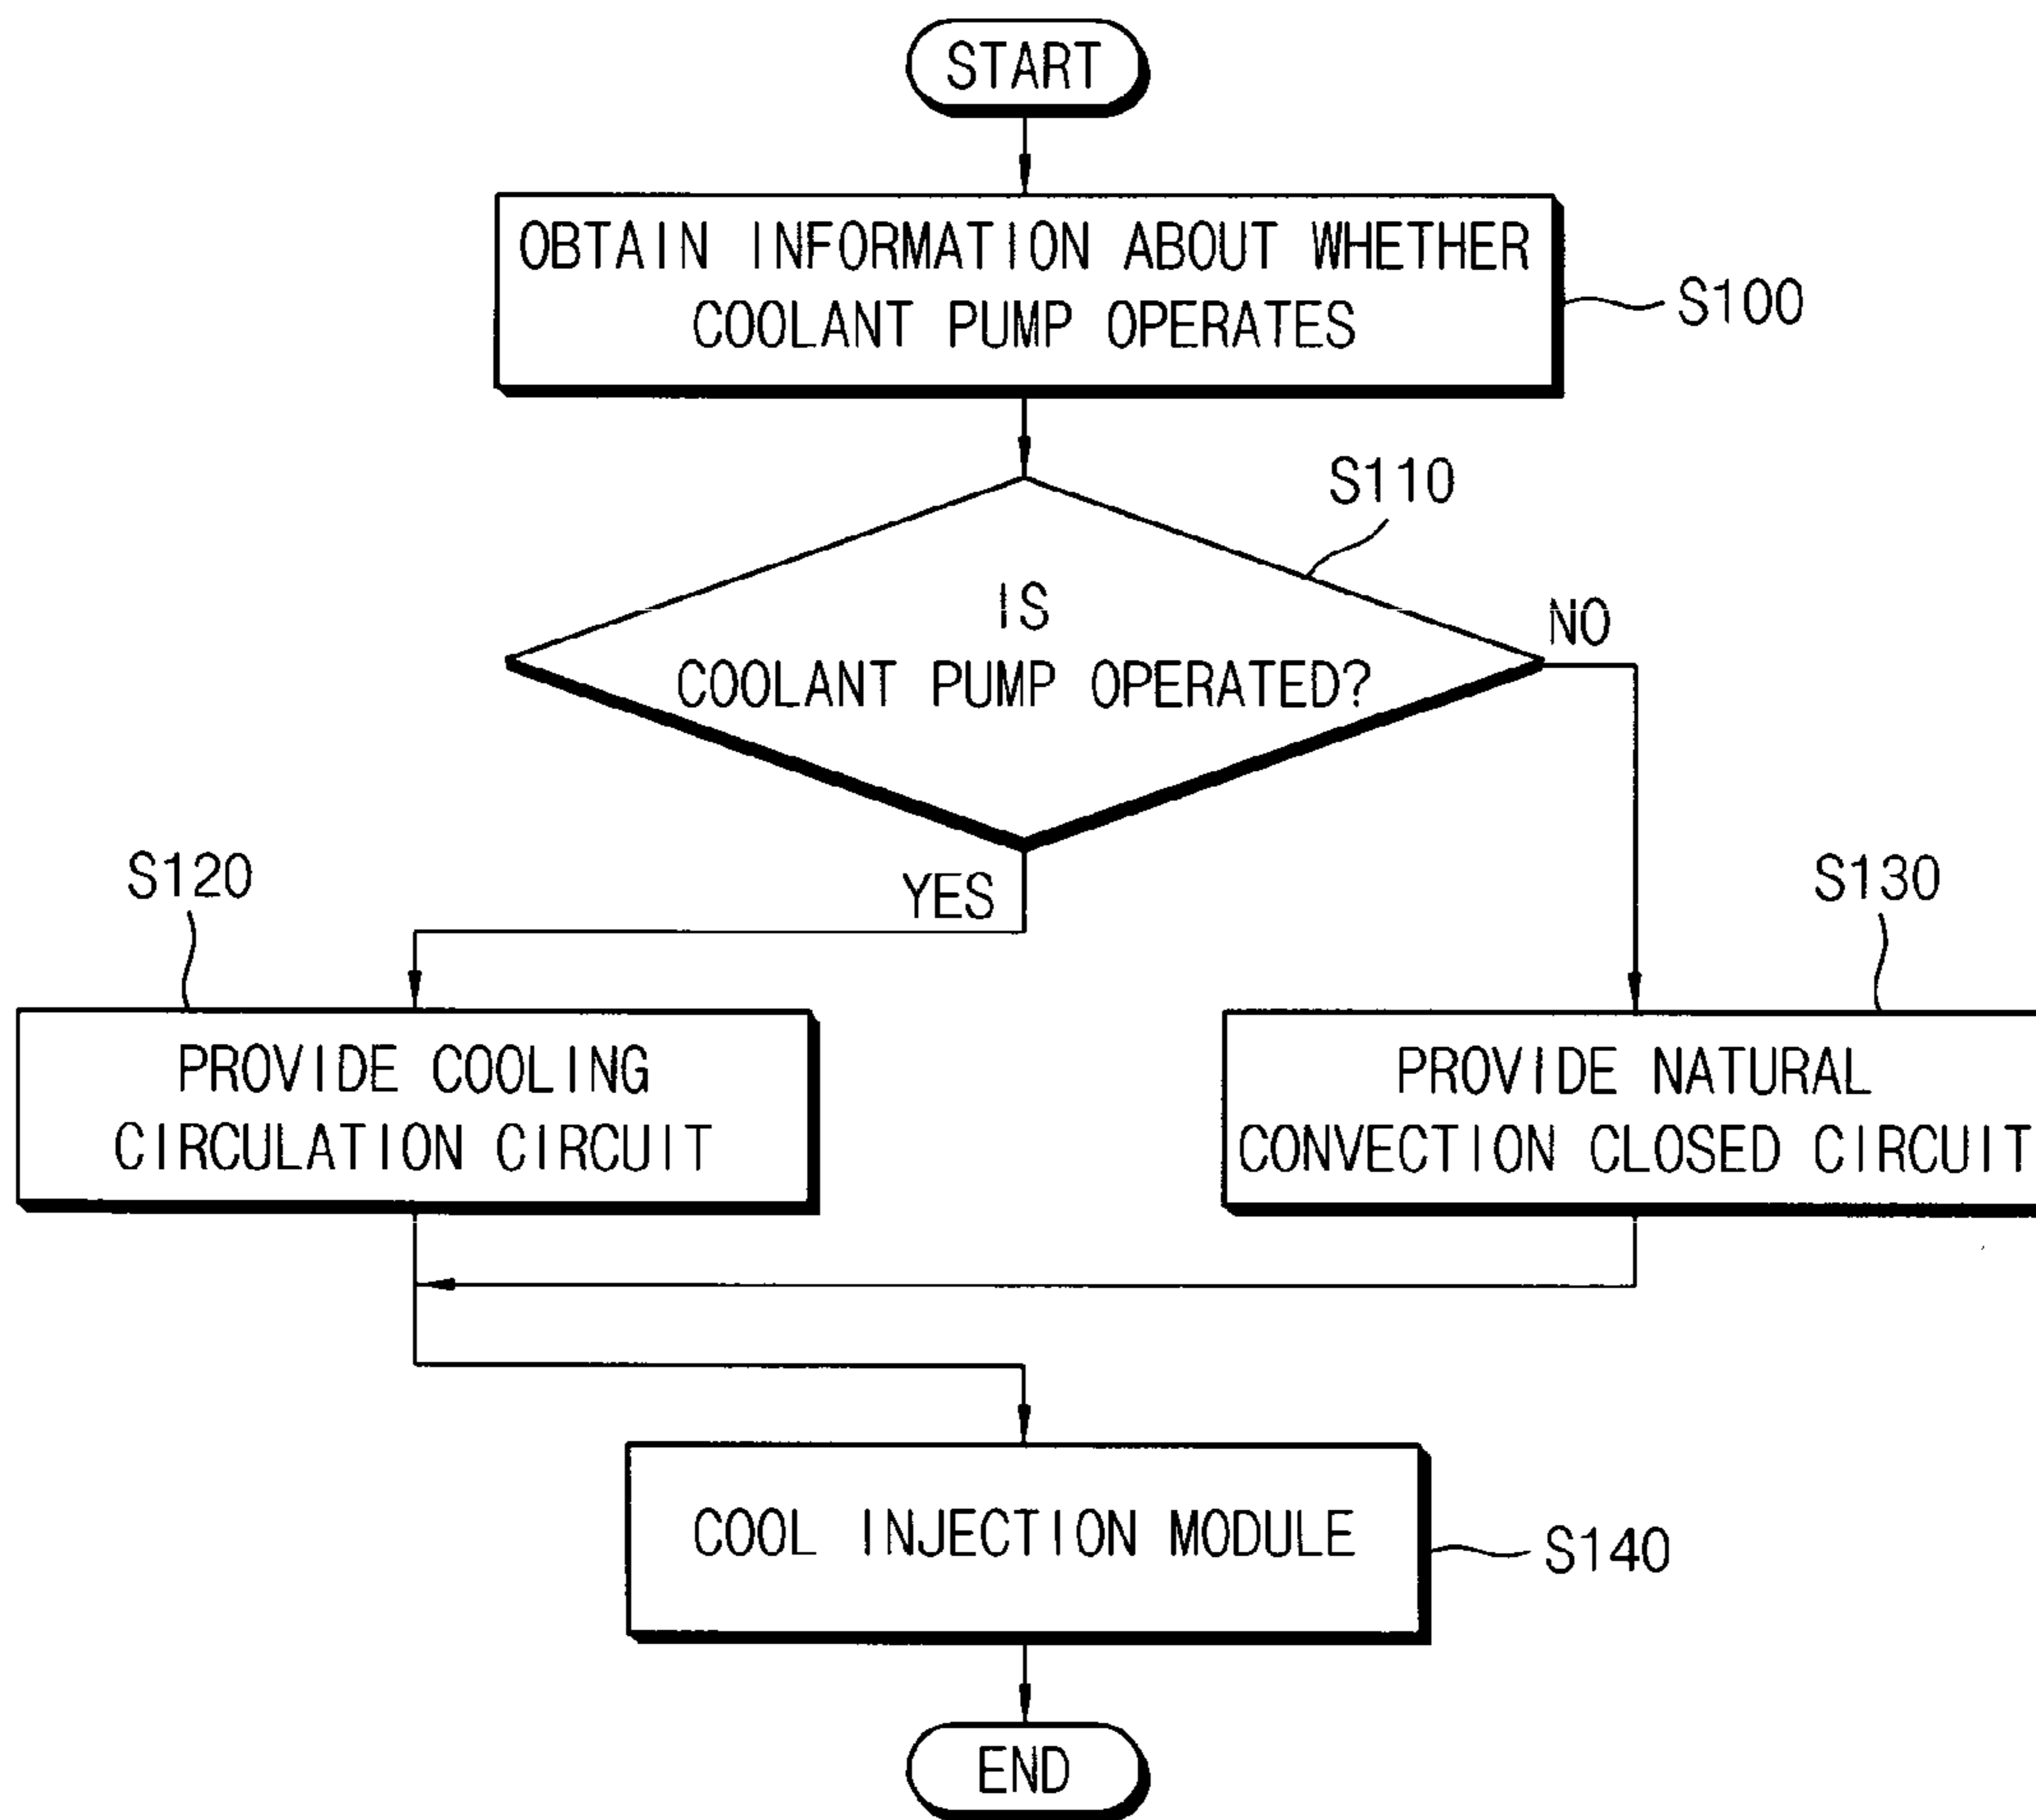 START
OBTAIN INFORMATION ABOUT WHETHER
COOLANT PUMP OPERATES
S100
S110
IS
COOLANT PUMP OPERATED?
NO
YES
S120
S130
PROVIDE COOLING
CIRCULATION CIRCUIT
PROVIDE NATURAL
CONVECTION CLOSED CIRCUIT
COOL INJECTION MODULE
S140
END